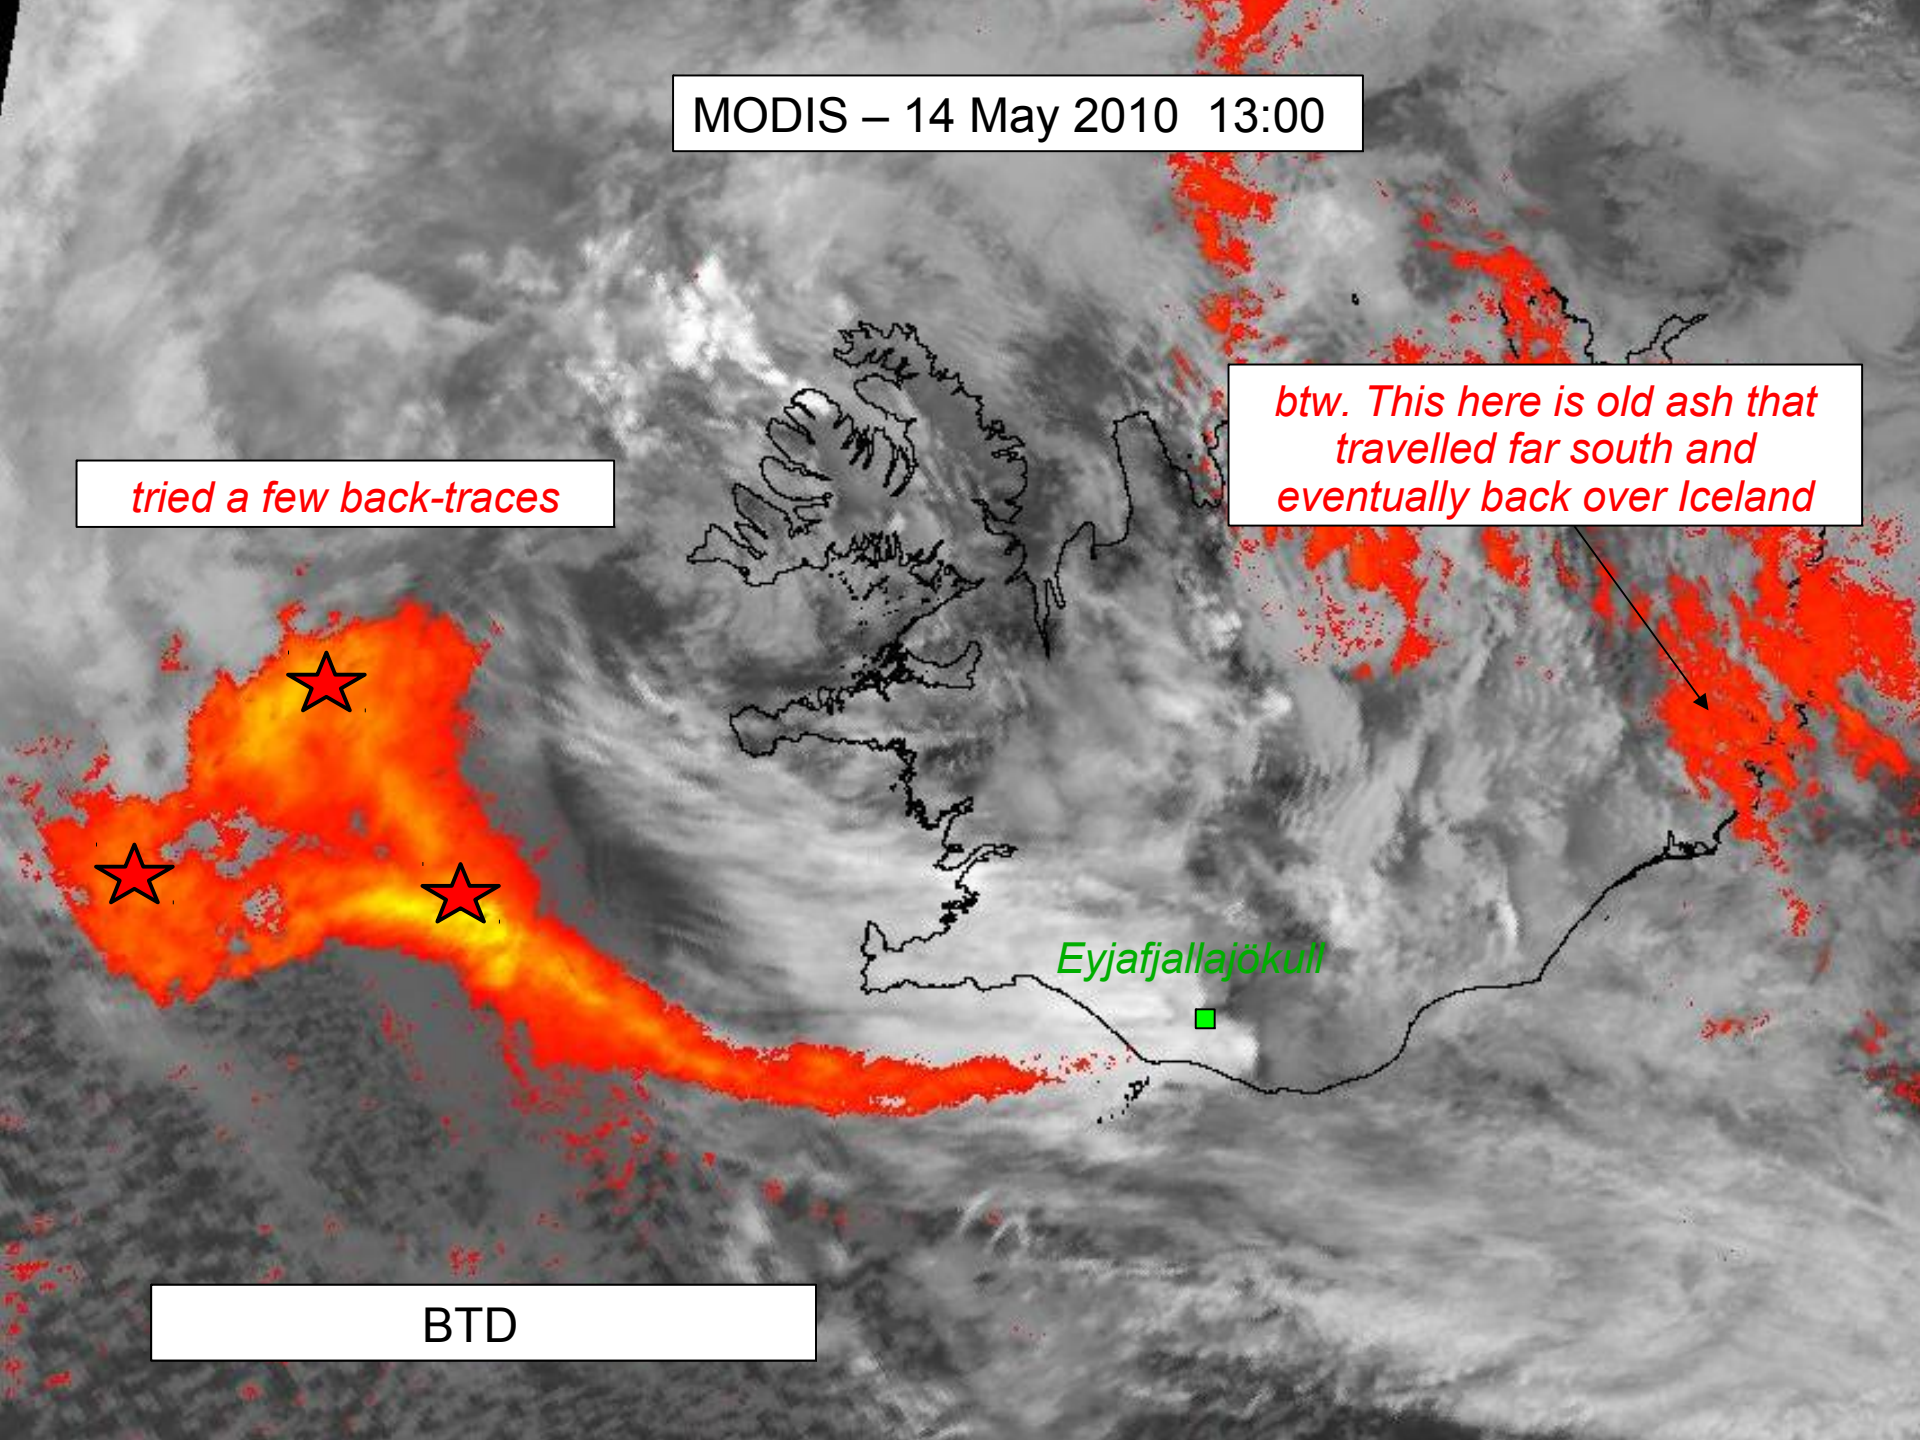 MODIS – 14 May 2010  13:00
btw. This here is old ash that
travelled far south and
eventually back over Iceland
tried a few back-traces
Eyjafjallajökull
BTD